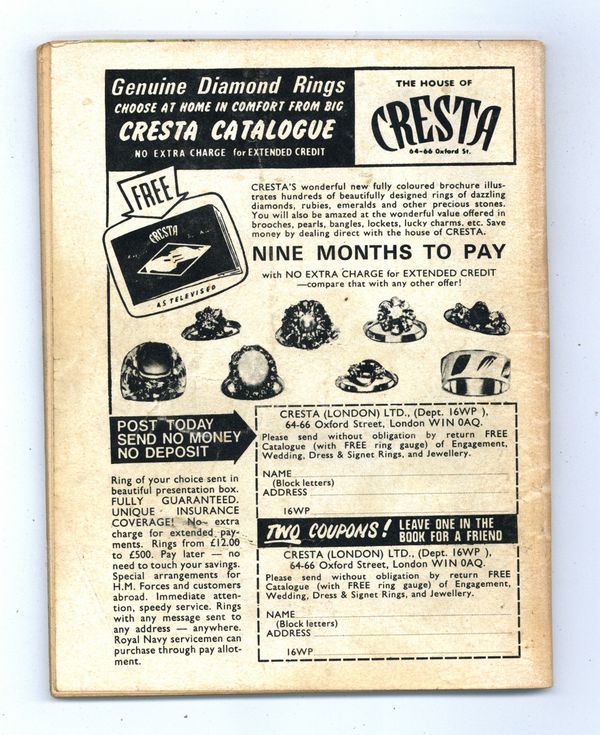 Genuine Diamond Rings
CHOOSE AT HOME IN COMFORT FROM BIG
CRESTA CATALOGUE
NO EXTRA CHARGE for EXTENDED CREDIT
THE HOUSE OF
CRESTA
64-66 Oxford St.
FREE
CRESTA
AS TELEVISED
CRESTA'S wonderful new fully coloured brochure illus-
trates hundreds of beautifully designed rings of dazzling
diamonds, rubies, emeralds and other precious stones.
You will also be amazed at the wonderful value offered in
brooches, pearls, bangles, lockets, lucky charms, etc. Save
money by dealing direct with the house of CRESTA.
NINE MONTHS TO PAY
with NO EXTRA CHARGE for EXTENDED CREDIT
—compare that with any other offer!
POST TODAY
SEND NO MONEY
NO DEPOSIT
Ring of your choice sent in
beautiful presentation box.
FULLY GUARANTEED.
UNIQUE INSURANCE
COVERAGE! No extra
charge for extended pay-
ments. Rings from £12.00
to £500. Pay later — no
need to touch your savings.
Special arrangements for
H.M. Forces and customers
abroad. Immediate atten-
tion, speedy service. Rings
with any message sent to
any address — anywhere.
Royal Navy servicemen can
purchase through pay allot-
ment.
CRESTA (LONDON) LTD., (Dept. 16WP ),
64-66 Oxford Street, London W1N 0AQ.
Please send without obligation by return FREE
Catalogue (with FREE ring gauge) of Engagement,
Wedding, Dress & Signet Rings, and Jewellery.
NAME
(Block letters)
ADDRESS
16WP
TWO COUPONS! LEAVE ONE IN THE
BOOK FOR A FRIEND
CRESTA (LONDON) LTD., (Dept. 16WP ),
64-66 Oxford Street, London W1N 0AQ.
Please send without obligation by return FREE
Catalogue (with FREE ring gauge) of Engagement,
Wedding, Dress & Signet Rings, and Jewellery.
NAME
(Block letters)
ADDRESS
16WP